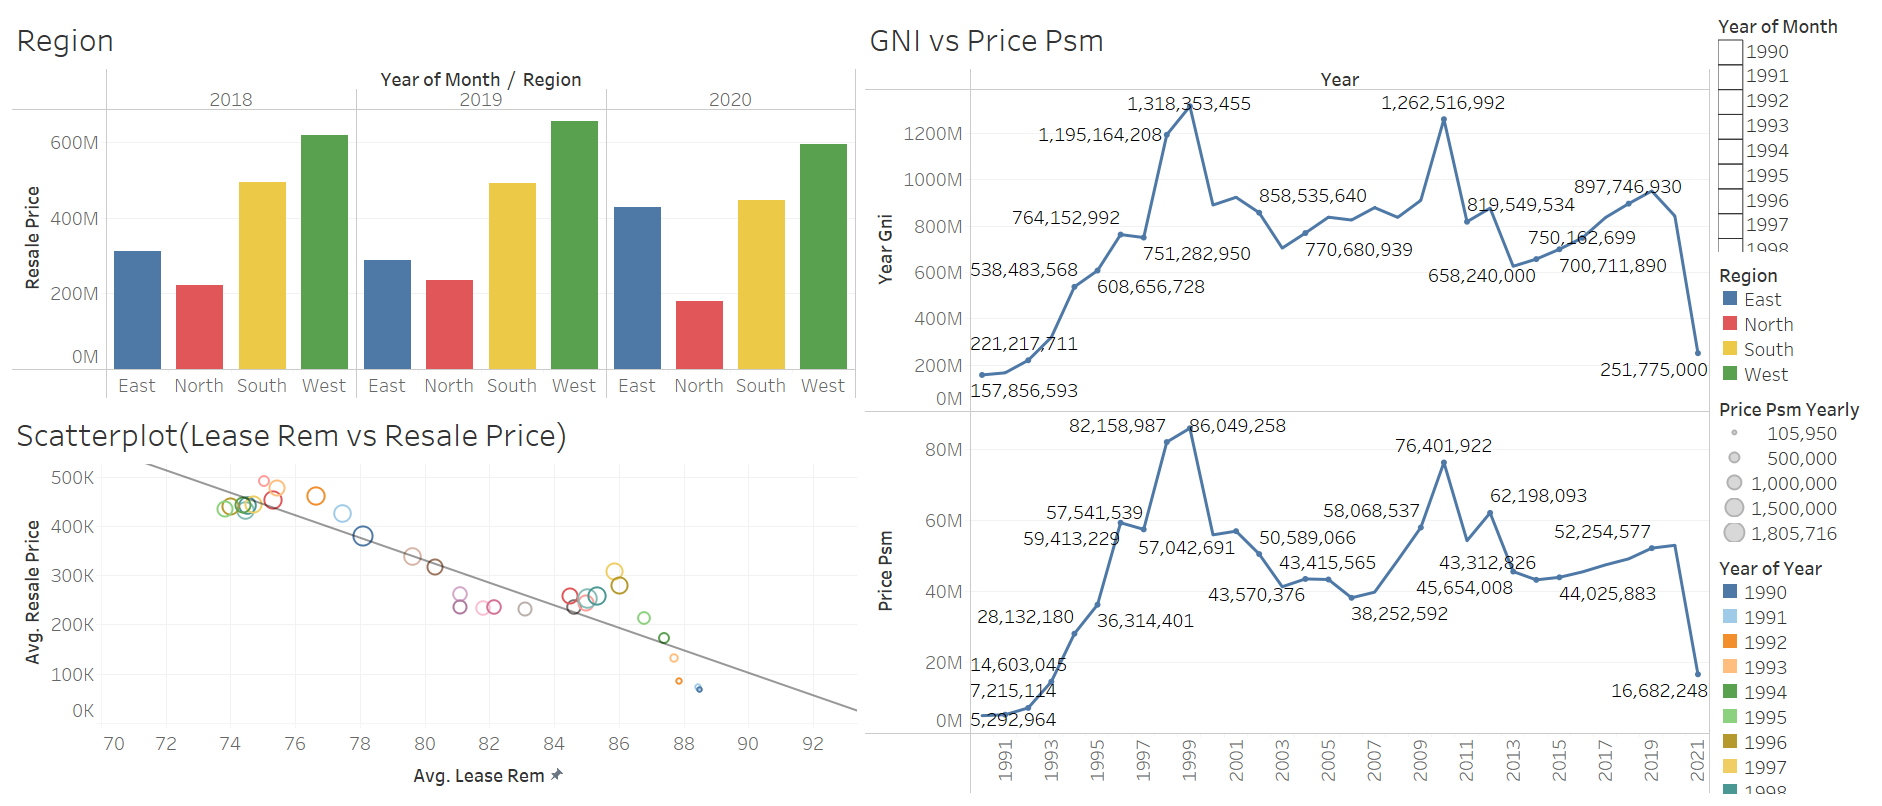 Region
Year of Month / Region
2018 2019 2020
Resale Price
600M
400M
200M
0M
East North South West East North South West East North South West
Scatterplot(Lease Rem vs Resale Price)
Avg. Resale Price
500K
400K
300K
200K
100K
0K
70 72 74 76 78 80 82 84 86 88 90 92
Avg. Lease Rem
GNI vs Price Psm
Year
Year Gni
1200M
1000M
800M
600M
400M
200M
0M
1,318,353,455
1,262,516,992
1,195,164,208
897,746,930
858,535,640
819,549,534
764,152,992
750,162,699
751,282,950
770,680,939
700,711,890
538,483,568
658,240,000
608,656,728
221,217,711
251,775,000
157,856,593
Price Psm
80M
60M
40M
20M
0M
82,158,987
86,049,258
76,401,922
62,198,093
57,541,539
58,068,537
59,413,229
50,589,066
52,254,577
57,042,691
43,415,565
43,312,826
43,570,376
45,654,008
44,025,883
38,252,592
28,132,180
36,314,401
14,603,045
7,215,114
16,682,248
5,292,964
1991 1993 1995 1997 1999 2001 2003 2005 2007 2009 2011 2013 2015 2017 2019 2021
Year of Month
1990
1991
1992
1993
1994
1995
1996
1997
1998
Region
East
North
South
West
Price Psm Yearly
105,950
500,000
1,000,000
1,500,000
1,805,716
Year of Year
1990
1991
1992
1993
1994
1995
1996
1997
1998